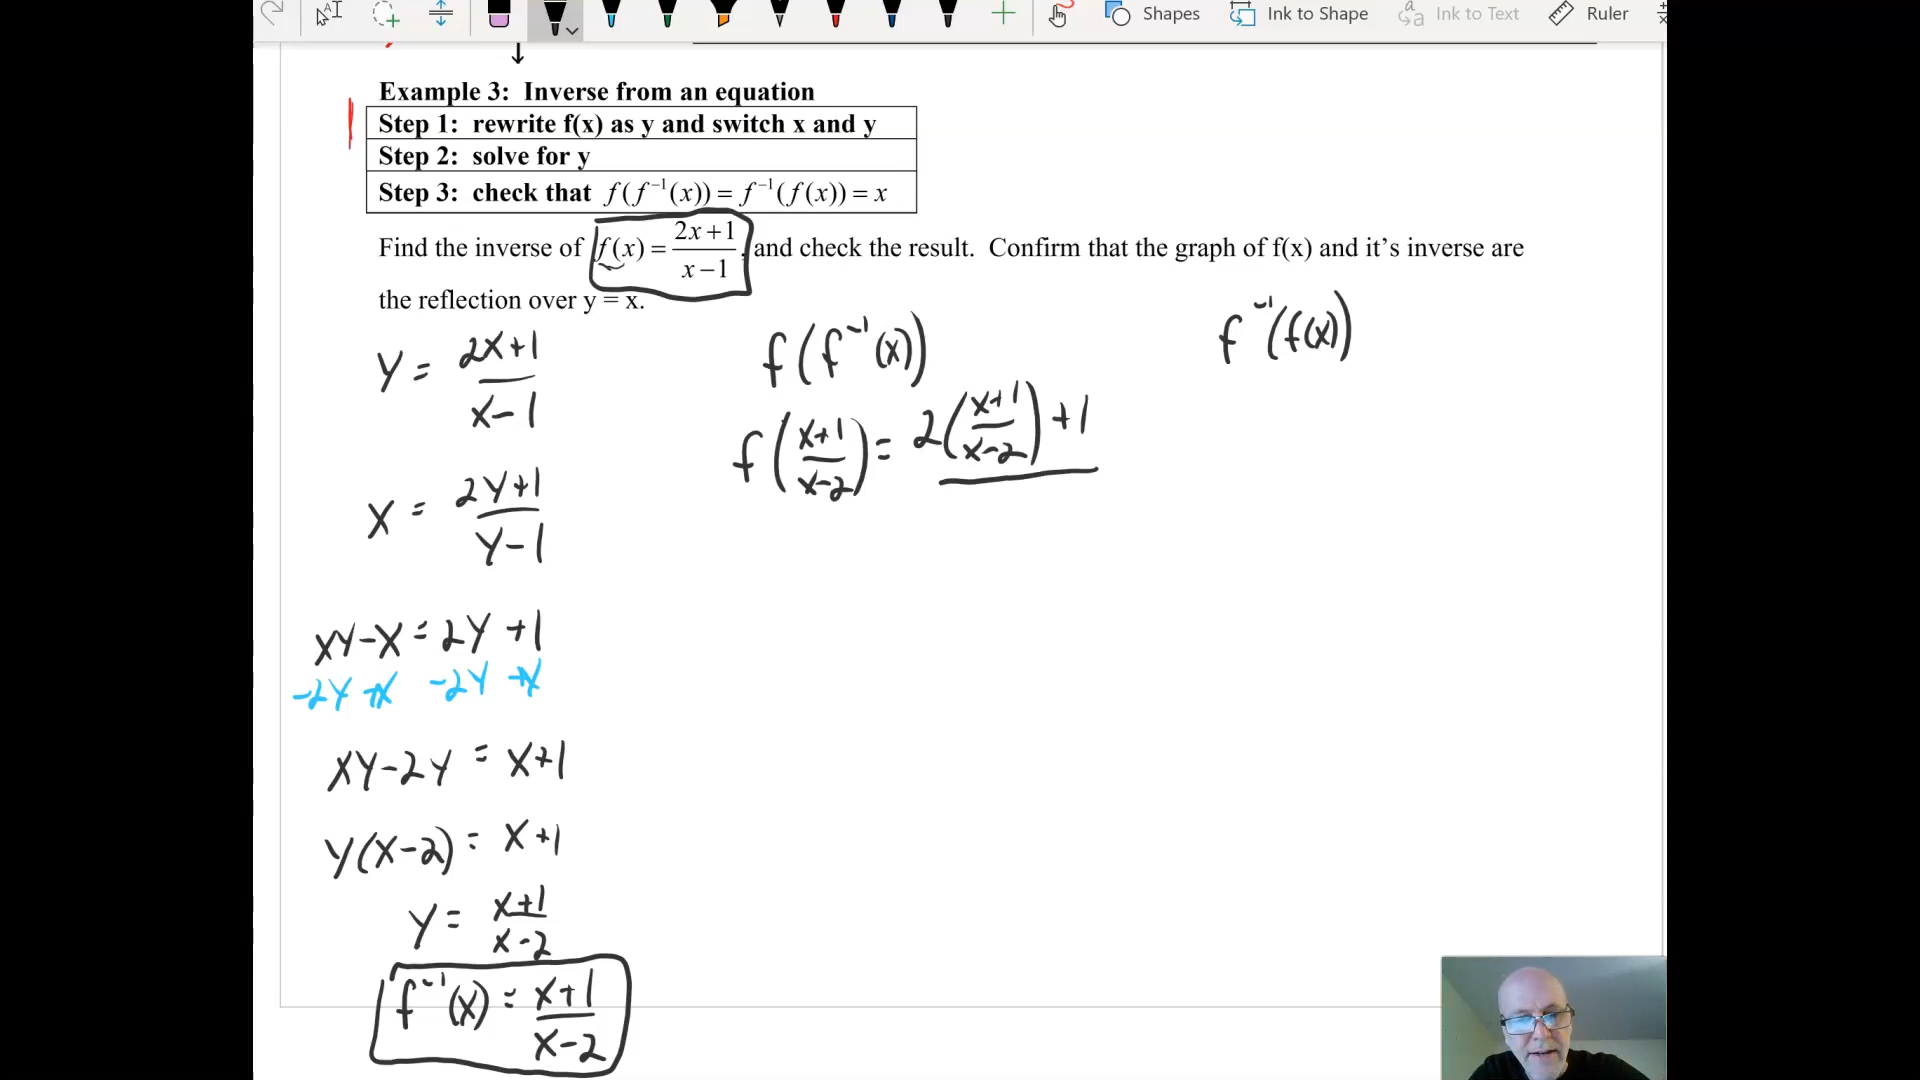 Shapes Ink to Shape Ink to Text Ruler
Example 3: Inverse from an equation
Step 1: rewrite f(x) as y and switch x and y
Step 2: solve for y
Step 3: check that f(f⁻¹(x)) = f⁻¹(f(x)) = x
Find the inverse of f(x) = (2x+1)/(x−1), and check the result. Confirm that the graph of f(x) and it’s inverse are
the reflection over y = x.
y = (2x+1)/(x−1)
x = (2y+1)/(y−1)
xy−x = 2y +1
−2y +x −2y +x
xy−2y = x+1
y(x−2) = x+1
y = (x+1)/(x−2)
f⁻¹(x) = (x+1)/(x−2)
f(f⁻¹(x))
f((x+1)/(x−2)) = 2((x+1)/(x−2))+1
f⁻¹(f(x))